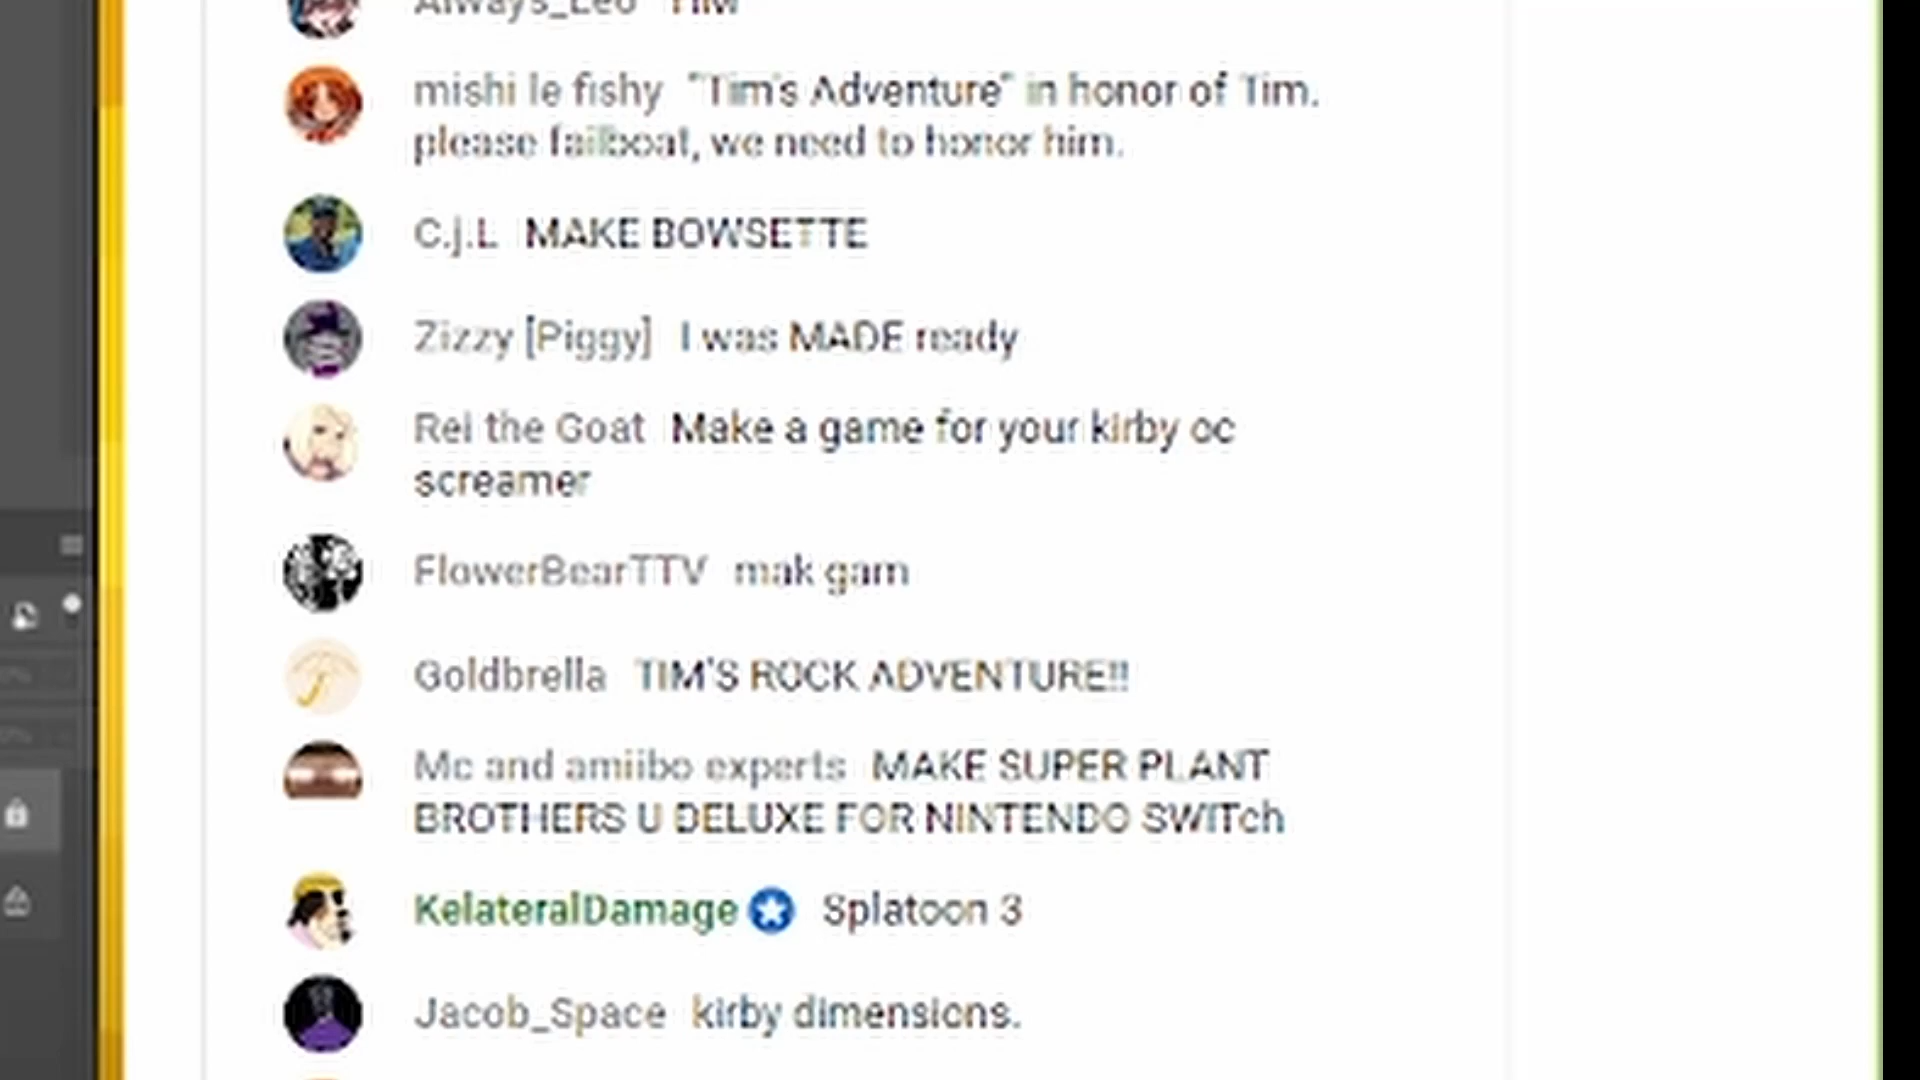 Always_Leo
mishi le fishy "Tim's Adventure" in honor of Tim.
please failboat, we need to honor him.
C.j.L MAKE BOWSETTE
Zizzy [Piggy] I was MADE ready
Rei the Goat Make a game for your kirby oc
screamer
FlowerBearTTV mak gam
Goldbrella TIM'S ROCK ADVENTURE!!
Mc and amiibo experts MAKE SUPER PLANT
BROTHERS U DELUXE FOR NINTENDO SWITch
KelateralDamage Splatoon 3
Jacob_Space kirby dimensions.